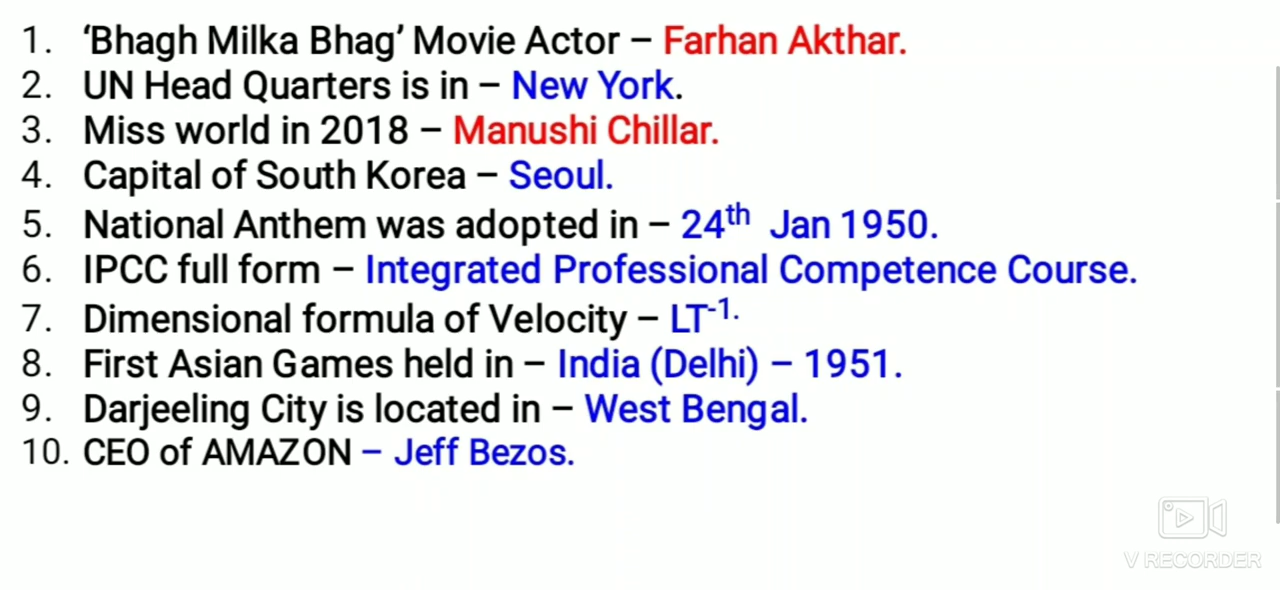 1. ‘Bhagh Milka Bhag’ Movie Actor – Farhan Akthar.
2. UN Head Quarters is in – New York.
3. Miss world in 2018 – Manushi Chillar.
4. Capital of South Korea – Seoul.
5. National Anthem was adopted in – 24th Jan 1950.
6. IPCC full form – Integrated Professional Competence Course.
7. Dimensional formula of Velocity – LT-1.
8. First Asian Games held in – India (Delhi) – 1951.
9. Darjeeling City is located in – West Bengal.
10. CEO of AMAZON – Jeff Bezos.
V RECORDER